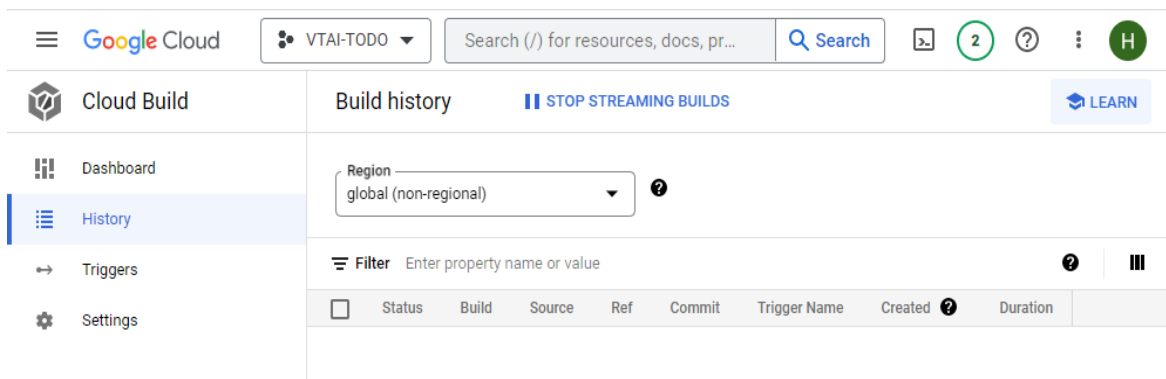 Google Cloud
VTAI-TODO
Search (/) for resources, docs, pr...
Search
2
H
Cloud Build
Build history
STOP STREAMING BUILDS
LEARN
Dashboard
History
Triggers
Settings
Region
global (non-regional)
Filter Enter property name or value
Status Build Source Ref Commit Trigger Name Created Duration